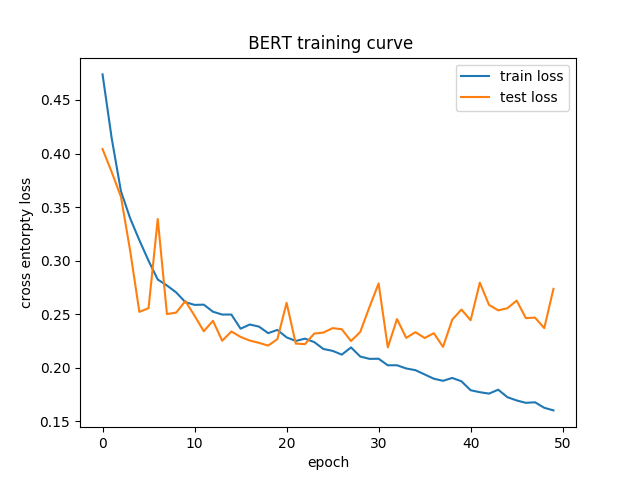 BERT training curve
train loss
test loss
0.45
0.40
0.35
0.30
0.25
0.20
0.15
cross entorpty loss
0
10
20
30
40
50
epoch